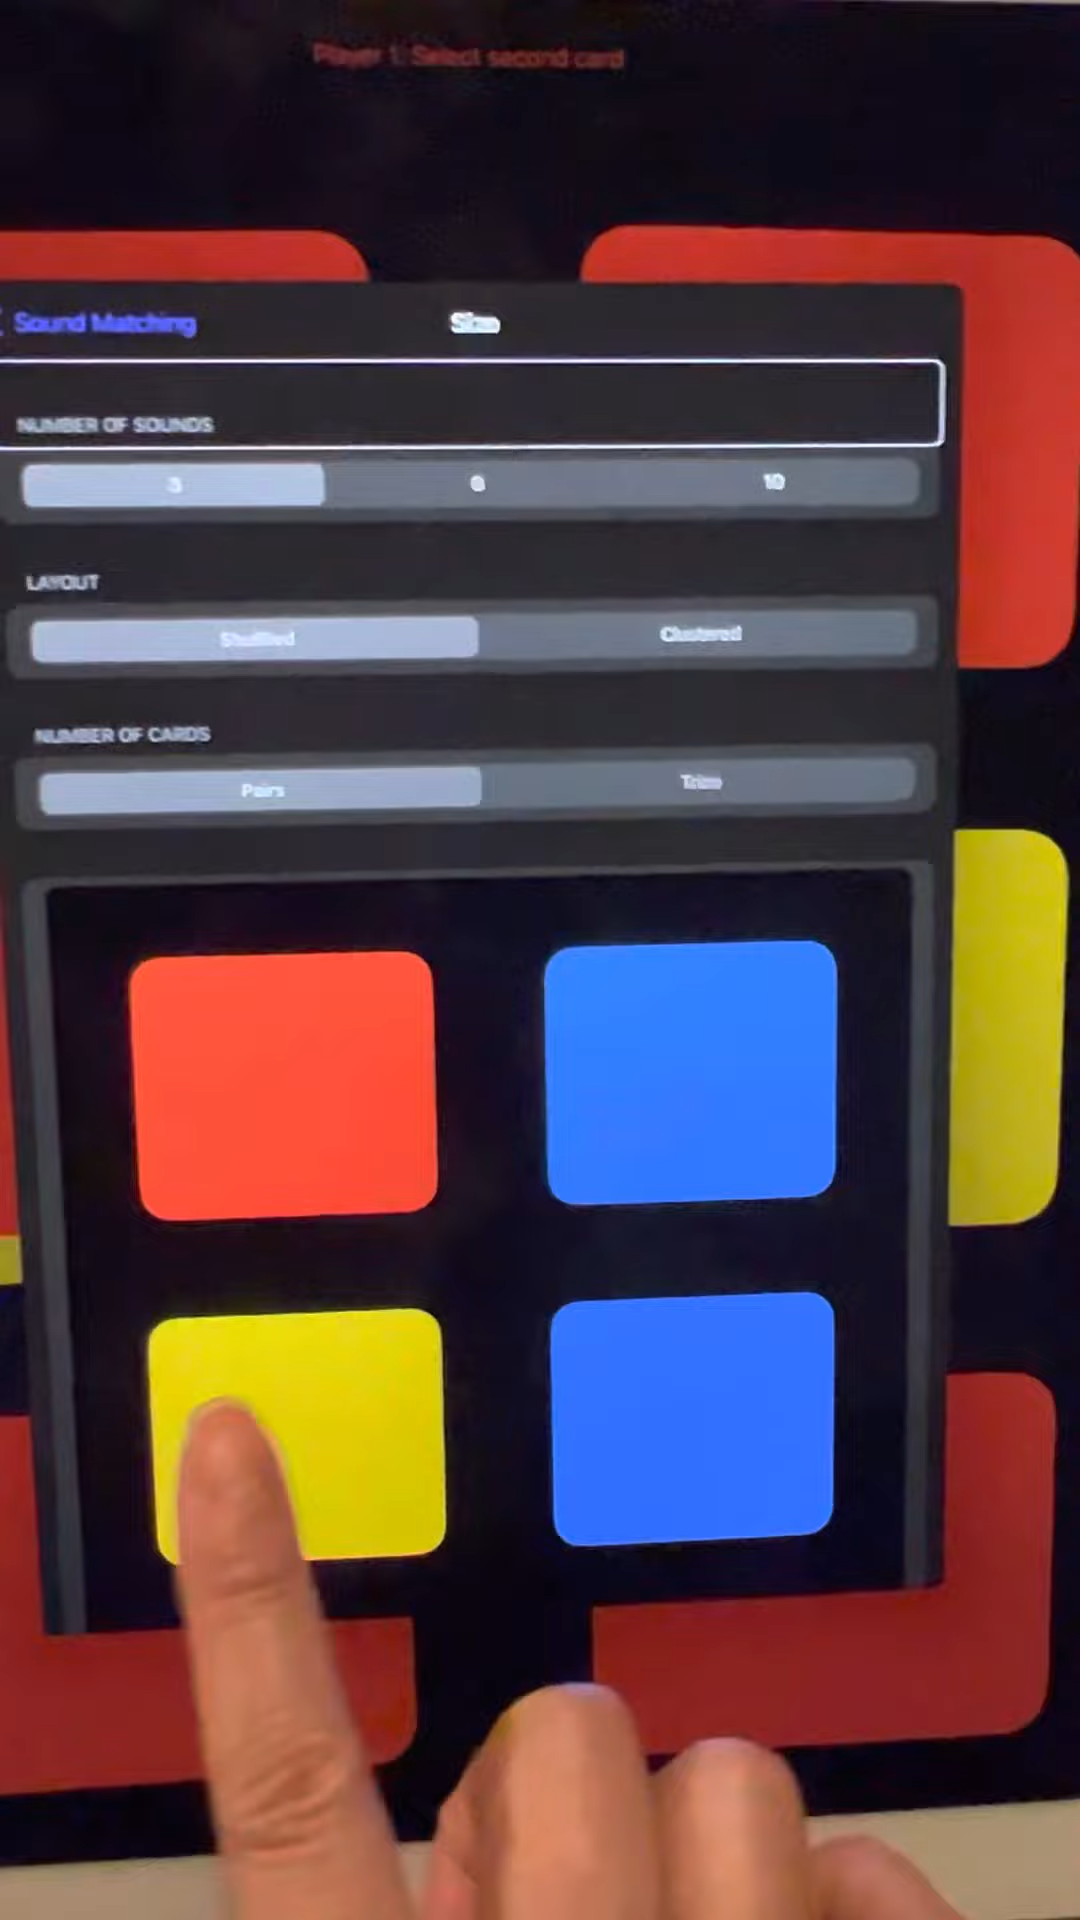 Player 1: Select second card
Sound Matching
NUMBER OF SOUNDS
3 6 10
LAYOUT
Shuffled Clustered
NUMBER OF CARDS
Pairs Trios